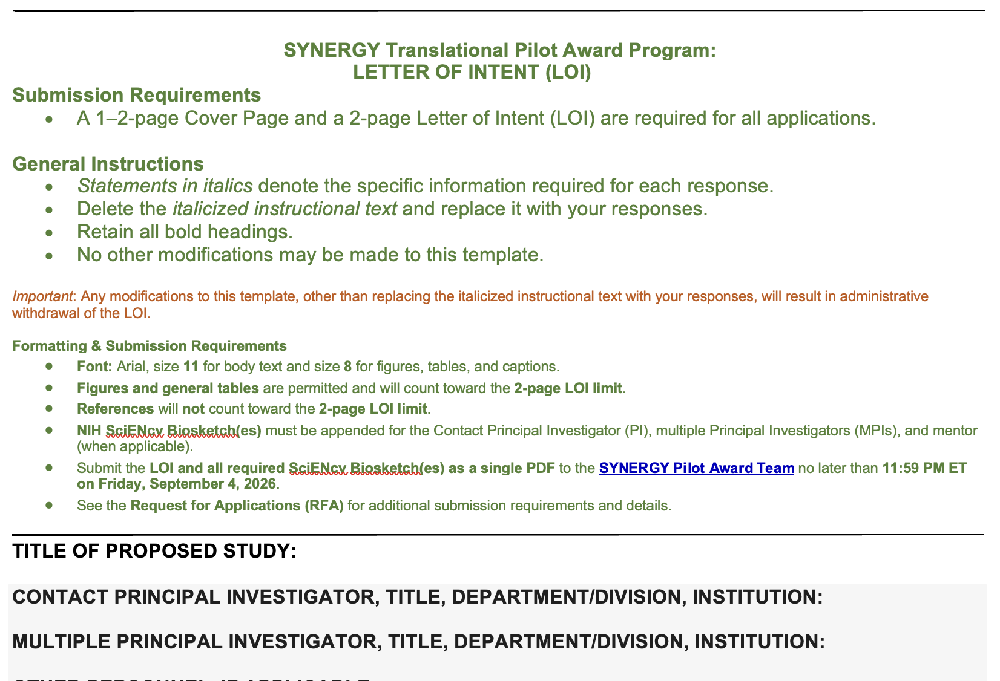 SYNERGY Translational Pilot Award Program:
LETTER OF INTENT (LOI)
Submission Requirements
• A 1–2-page Cover Page and a 2-page Letter of Intent (LOI) are required for all applications.
General Instructions
• Statements in italics denote the specific information required for each response.
• Delete the italicized instructional text and replace it with your responses.
• Retain all bold headings.
• No other modifications may be made to this template.
Important: Any modifications to this template, other than replacing the italicized instructional text with your responses, will result in administrative
withdrawal of the LOI.
Formatting & Submission Requirements
• Font: Arial, size 11 for body text and size 8 for figures, tables, and captions.
• Figures and general tables are permitted and will count toward the 2-page LOI limit.
• References will not count toward the 2-page LOI limit.
• NIH SciENcv Biosketch(es) must be appended for the Contact Principal Investigator (PI), multiple Principal Investigators (MPIs), and mentor
(when applicable).
• Submit the LOI and all required SciENcv Biosketch(es) as a single PDF to the SYNERGY Pilot Award Team no later than 11:59 PM ET
on Friday, September 4, 2026.
• See the Request for Applications (RFA) for additional submission requirements and details.
TITLE OF PROPOSED STUDY:
CONTACT PRINCIPAL INVESTIGATOR, TITLE, DEPARTMENT/DIVISION, INSTITUTION:
MULTIPLE PRINCIPAL INVESTIGATOR, TITLE, DEPARTMENT/DIVISION, INSTITUTION: